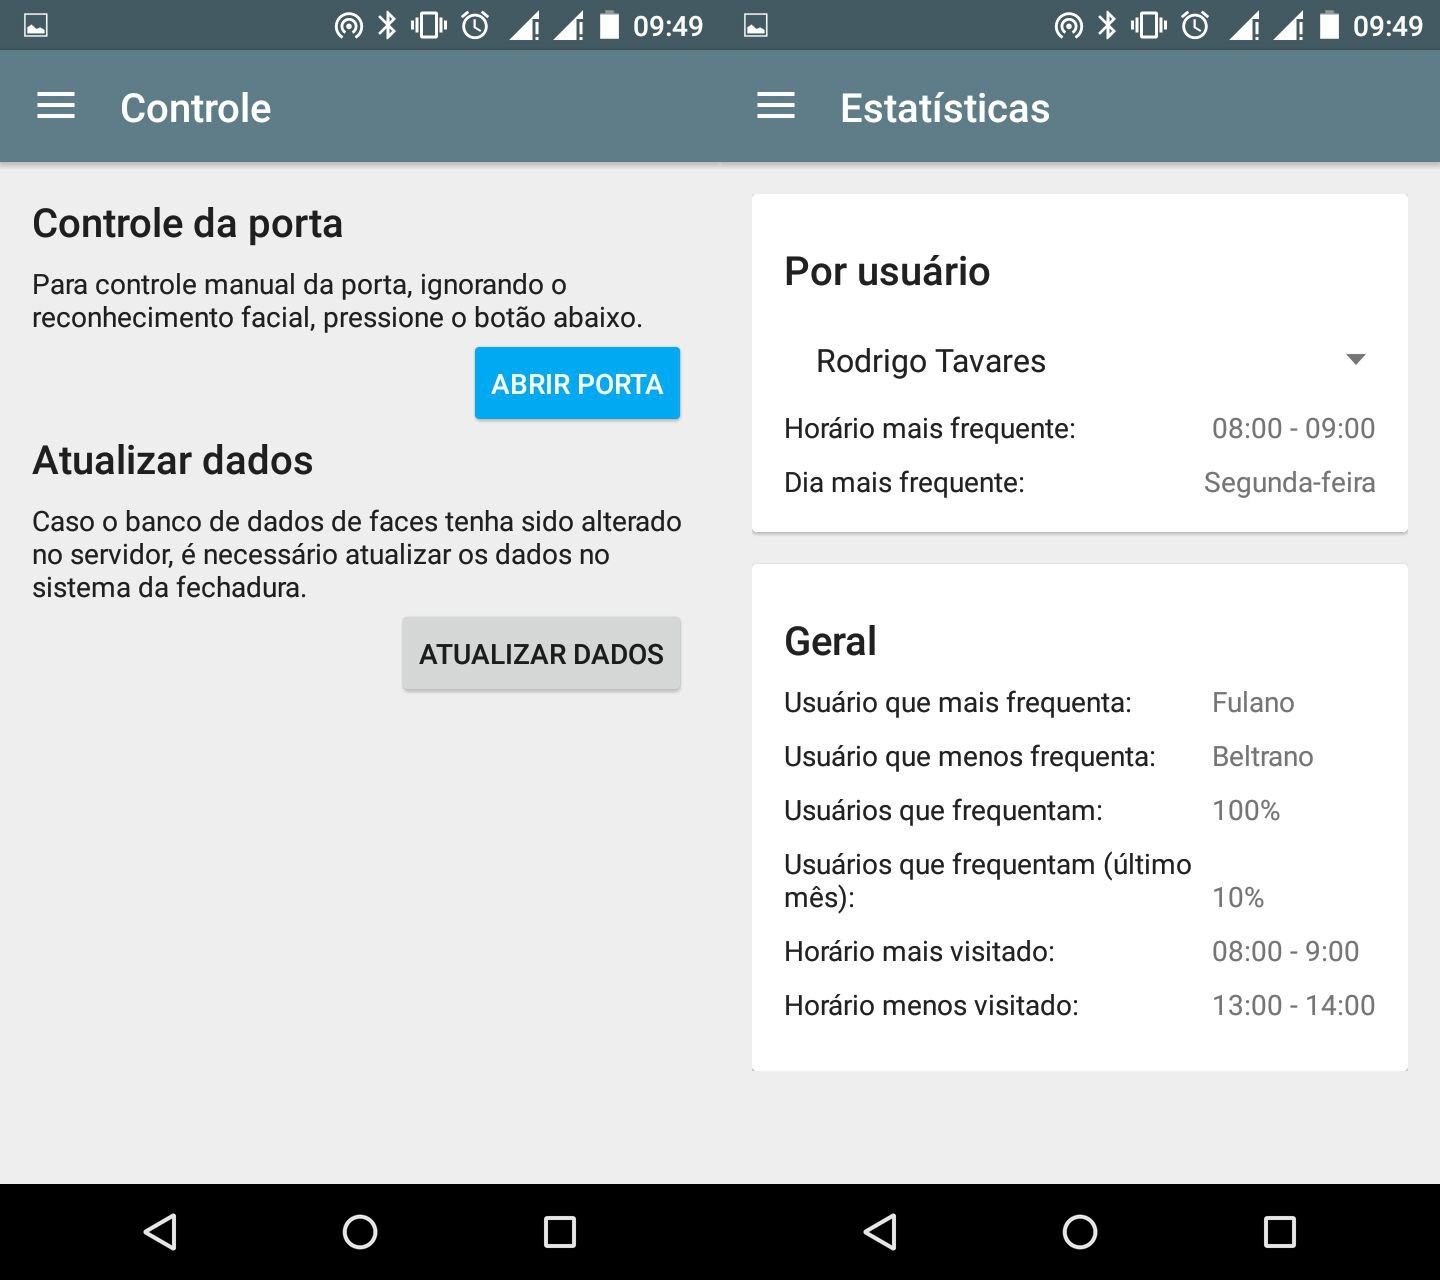 09:49
Controle
Controle da porta
Para controle manual da porta, ignorando o
reconhecimento facial, pressione o botão abaixo.
ABRIR PORTA
Atualizar dados
Caso o banco de dados de faces tenha sido alterado
no servidor, é necessário atualizar os dados no
sistema da fechadura.
ATUALIZAR DADOS
09:49
Estatísticas
Por usuário
Rodrigo Tavares
Horário mais frequente: 08:00 - 09:00
Dia mais frequente: Segunda-feira
Geral
Usuário que mais frequenta: Fulano
Usuário que menos frequenta: Beltrano
Usuários que frequentam: 100%
Usuários que frequentam (último
mês): 10%
Horário mais visitado: 08:00 - 9:00
Horário menos visitado: 13:00 - 14:00